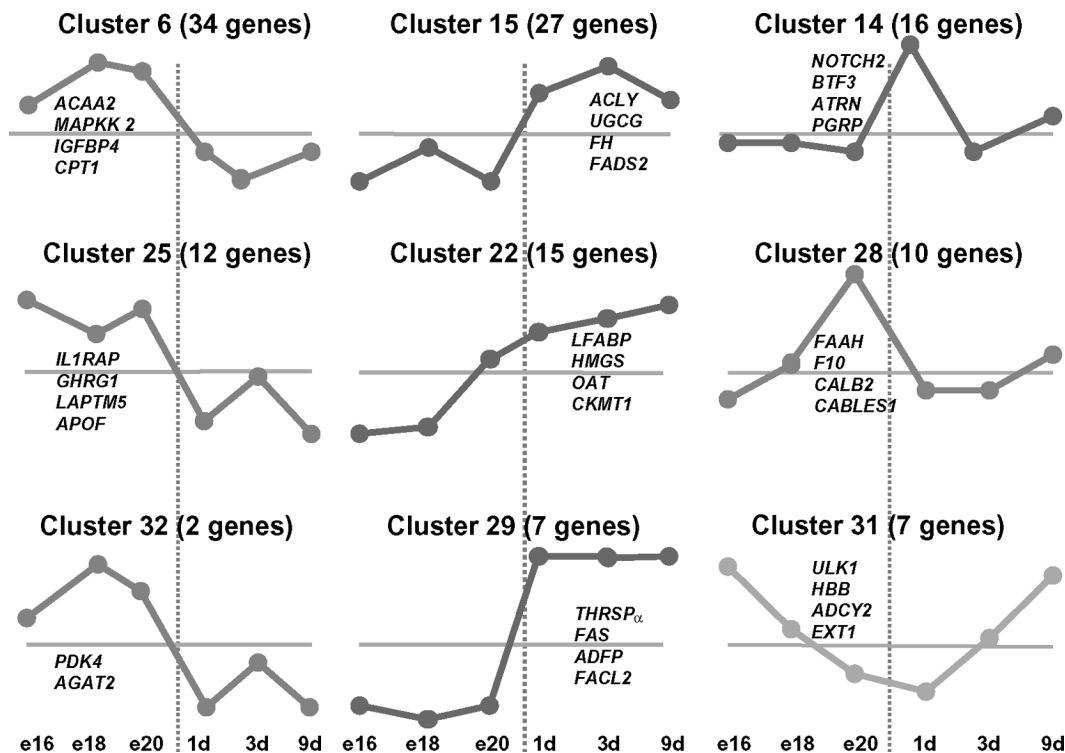 Cluster 6 (34 genes)
ACAA2
MAPKK 2
IGFBP4
CPT1
Cluster 15 (27 genes)
ACLY
UGCG
FH
FADS2
Cluster 14 (16 genes)
NOTCH2
BTF3
ATRN
PGRP
Cluster 25 (12 genes)
IL1RAP
GHRG1
LAPTM5
APOF
Cluster 22 (15 genes)
LFABP
HMGS
OAT
CKMT1
Cluster 28 (10 genes)
FAAH
F10
CALB2
CABLES1
Cluster 32 (2 genes)
PDK4
AGAT2
Cluster 29 (7 genes)
THRSPα
FAS
ADFP
FACL2
Cluster 31 (7 genes)
ULK1
HBB
ADCY2
EXT1
e16 e18 e20 1d 3d 9d
e16 e18 e20 1d 3d 9d
e16 e18 e20 1d 3d 9d